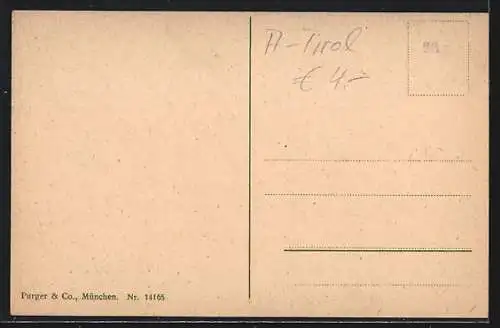 A-Tirol
€ 4.-
Purger & Co., München. Nr. 14165